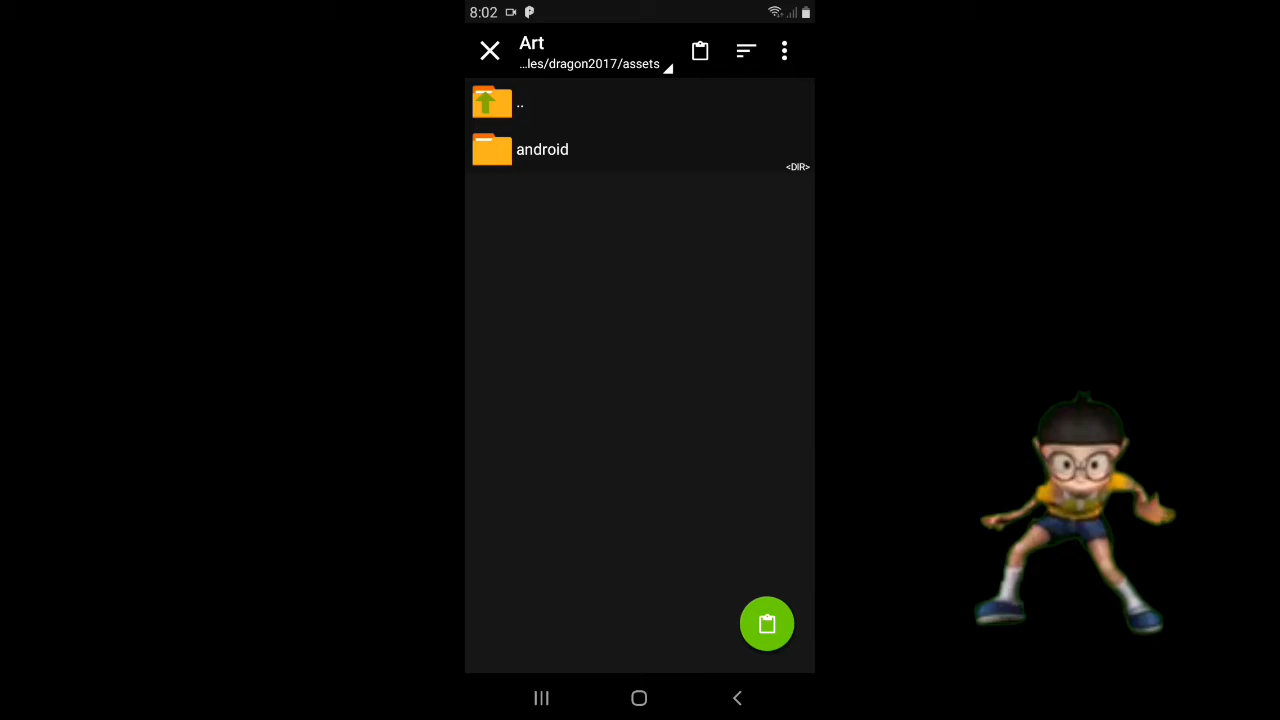 8:02
Art
...les/dragon2017/assets
..
android
<DIR>